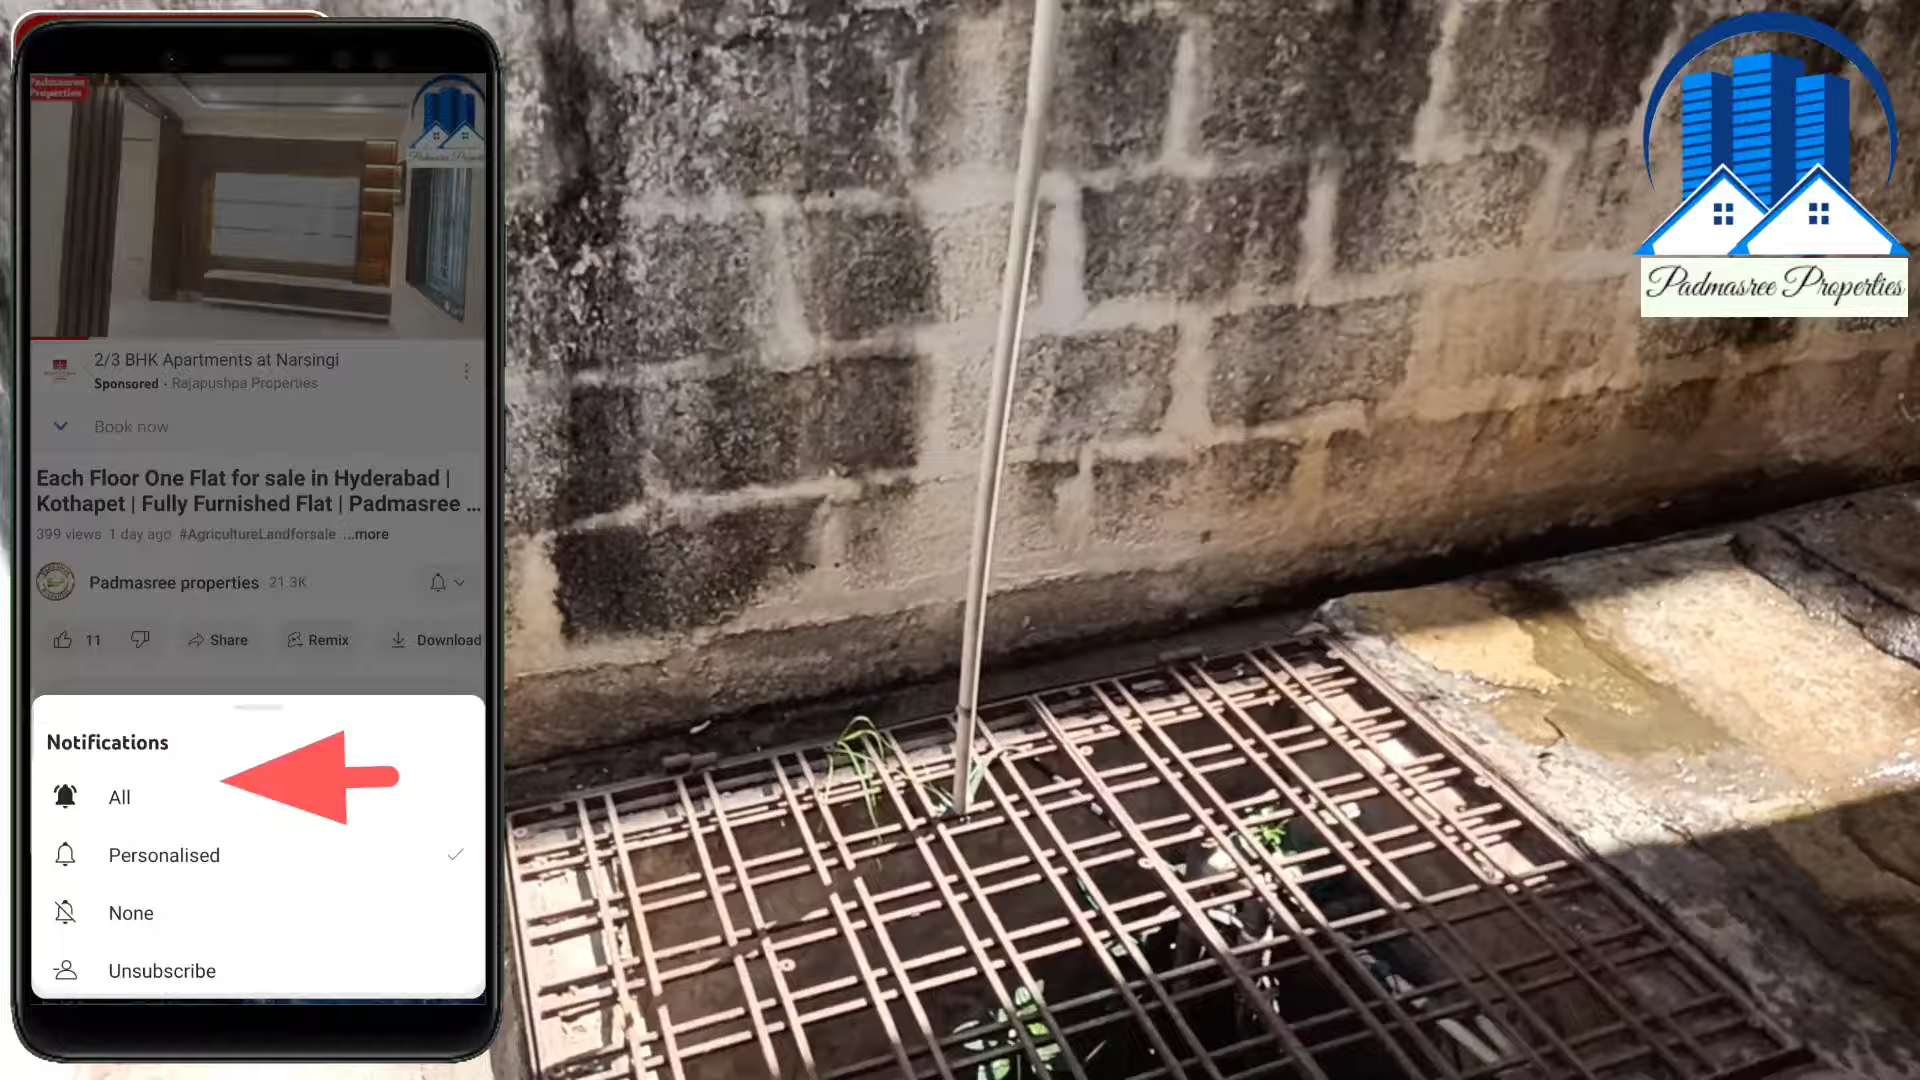 Padmasree
Properties
Padmasree Properties
2/3 BHK Apartments at Narsingi
Sponsored · Rajapushpa Properties
Book now
Each Floor One Flat for sale in Hyderabad |
Kothapet | Fully Furnished Flat | Padmasree ...
399 views 1 day ago #AgricultureLandforsale ...more
Padmasree properties 21.3K
11 Share Remix Download
Notifications
All
Personalised
None
Unsubscribe
Padmasree Properties